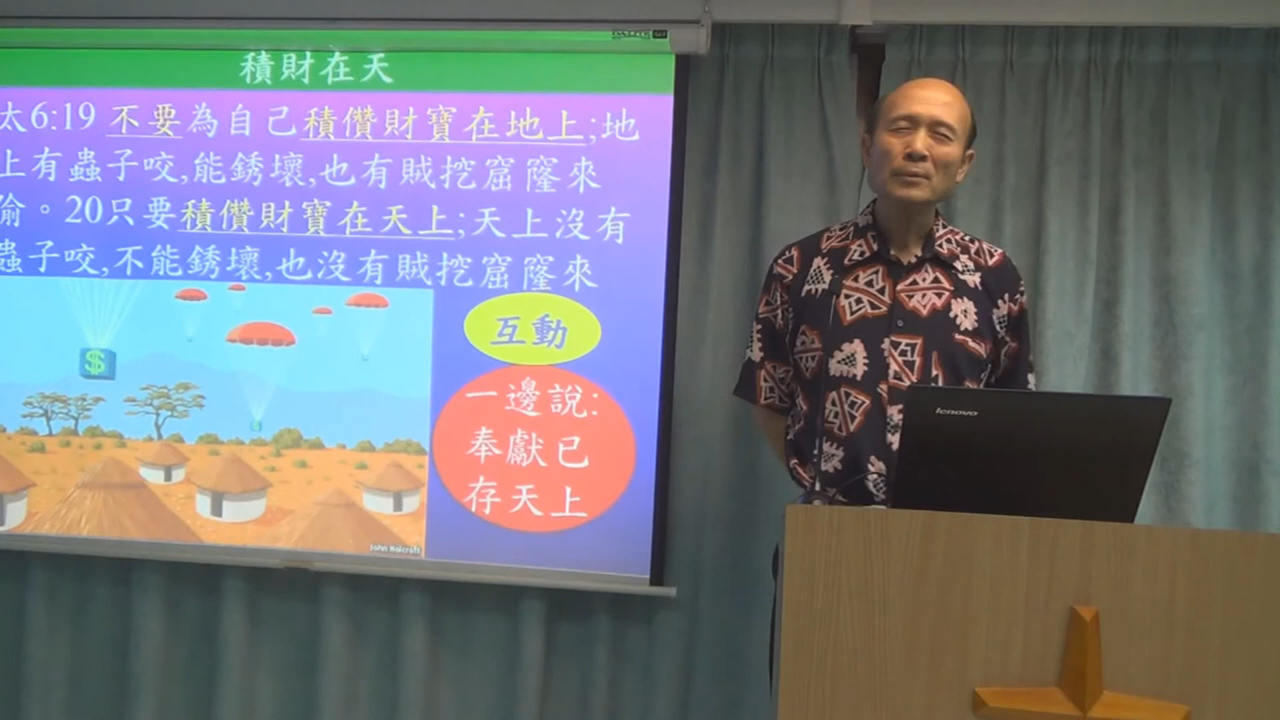 積財在天
太6:19 不要為自己積儹財寶在地上;地
上有蟲子咬,能銹壞,也有賊挖窟窿來
偷。20只要積儹財寶在天上;天上沒有
蟲子咬,不能銹壞,也沒有賊挖窟窿來
$
互動
一邊說:
奉獻已
存天上
John Holcroft
lenovo